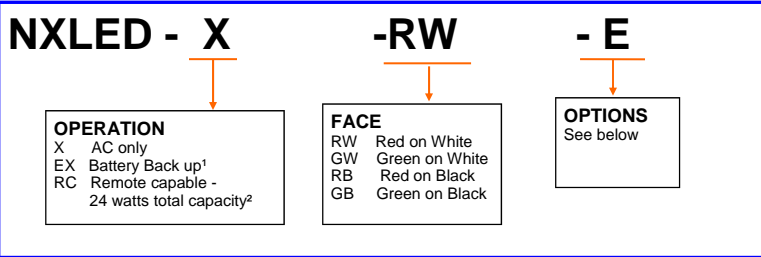 NXLED - X -RW - E
OPERATION
X AC only
EX Battery Back up¹
RC Remote capable -
24 watts total capacity²
FACE
RW Red on White
GW Green on White
RB Red on Black
GB Green on Black
OPTIONS
See below